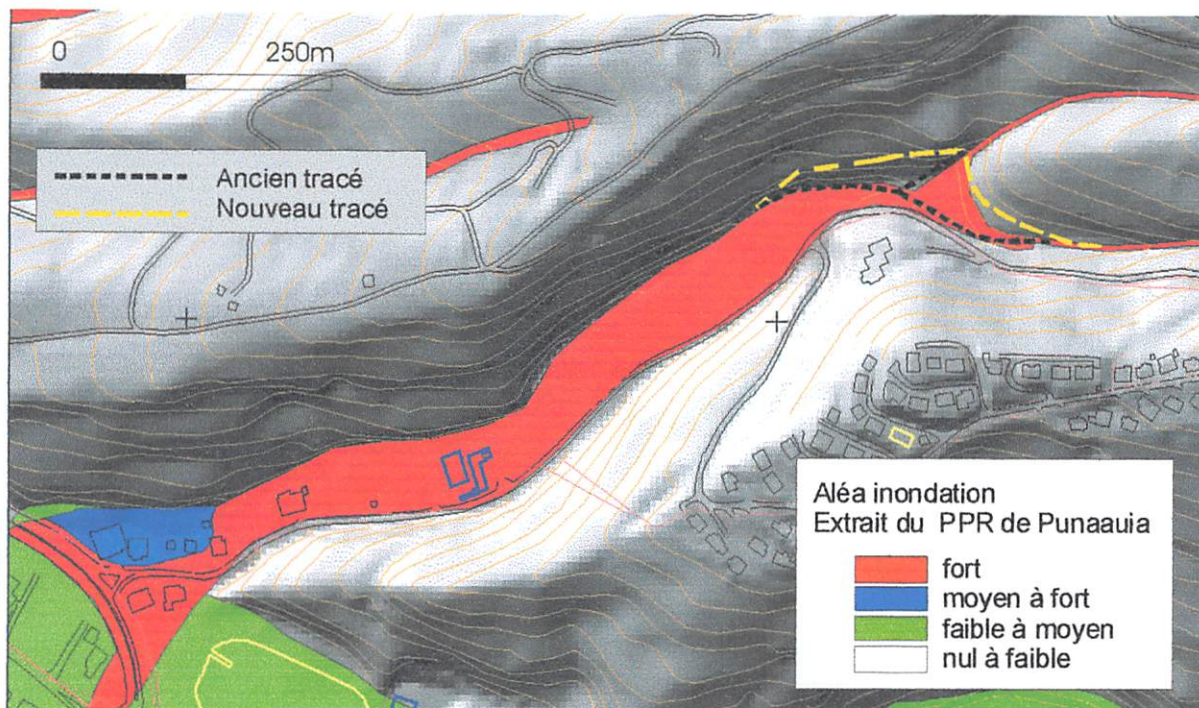 0 250m
Ancien tracé
Nouveau tracé
Aléa inondation
Extrait du PPR de Punaauia
fort
moyen à fort
faible à moyen
nul à faible